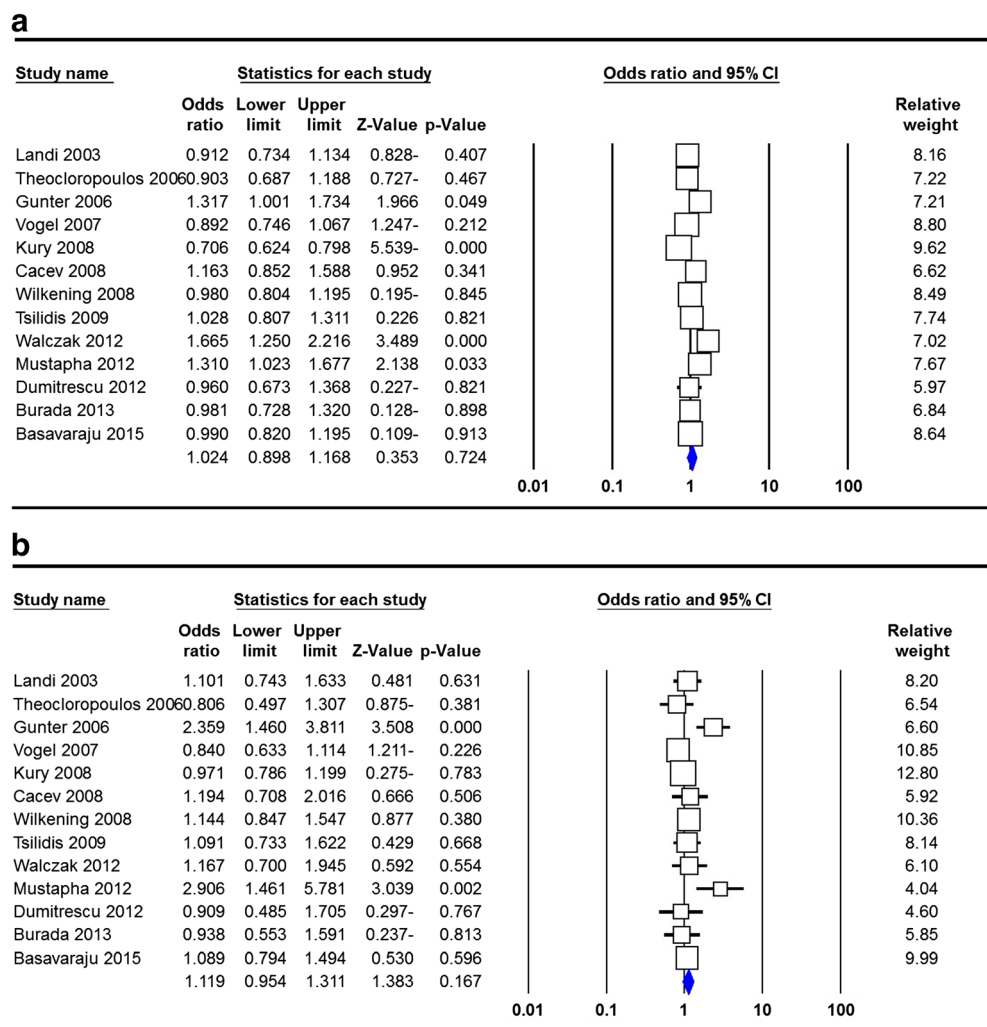 a
Study name Statistics for each study Odds ratio and 95% CI
Odds Lower Upper Relative
ratio limit limit Z-Value p-Value weight
Landi 2003 0.912 0.734 1.134 0.828- 0.407 8.16
Theocloropoulos 2006 0.903 0.687 1.188 0.727- 0.467 7.22
Gunter 2006 1.317 1.001 1.734 1.966 0.049 7.21
Vogel 2007 0.892 0.746 1.067 1.247- 0.212 8.80
Kury 2008 0.706 0.624 0.798 5.539- 0.000 9.62
Cacev 2008 1.163 0.852 1.588 0.952 0.341 6.62
Wilkening 2008 0.980 0.804 1.195 0.195- 0.845 8.49
Tsilidis 2009 1.028 0.807 1.311 0.226 0.821 7.74
Walczak 2012 1.665 1.250 2.216 3.489 0.000 7.02
Mustapha 2012 1.310 1.023 1.677 2.138 0.033 7.67
Dumitrescu 2012 0.960 0.673 1.368 0.227- 0.821 5.97
Burada 2013 0.981 0.728 1.320 0.128- 0.898 6.84
Basavaraju 2015 0.990 0.820 1.195 0.109- 0.913 8.64
1.024 0.898 1.168 0.353 0.724
0.01 0.1 1 10 100
b
Study name Statistics for each study Odds ratio and 95% CI
Odds Lower Upper Relative
ratio limit limit Z-Value p-Value weight
Landi 2003 1.101 0.743 1.633 0.481 0.631 8.20
Theocloropoulos 2006 0.806 0.497 1.307 0.875- 0.381 6.54
Gunter 2006 2.359 1.460 3.811 3.508 0.000 6.60
Vogel 2007 0.840 0.633 1.114 1.211- 0.226 10.85
Kury 2008 0.971 0.786 1.199 0.275- 0.783 12.80
Cacev 2008 1.194 0.708 2.016 0.666 0.506 5.92
Wilkening 2008 1.144 0.847 1.547 0.877 0.380 10.36
Tsilidis 2009 1.091 0.733 1.622 0.429 0.668 8.14
Walczak 2012 1.167 0.700 1.945 0.592 0.554 6.10
Mustapha 2012 2.906 1.461 5.781 3.039 0.002 4.04
Dumitrescu 2012 0.909 0.485 1.705 0.297- 0.767 4.60
Burada 2013 0.938 0.553 1.591 0.237- 0.813 5.85
Basavaraju 2015 1.089 0.794 1.494 0.530 0.596 9.99
1.119 0.954 1.311 1.383 0.167
0.01 0.1 1 10 100